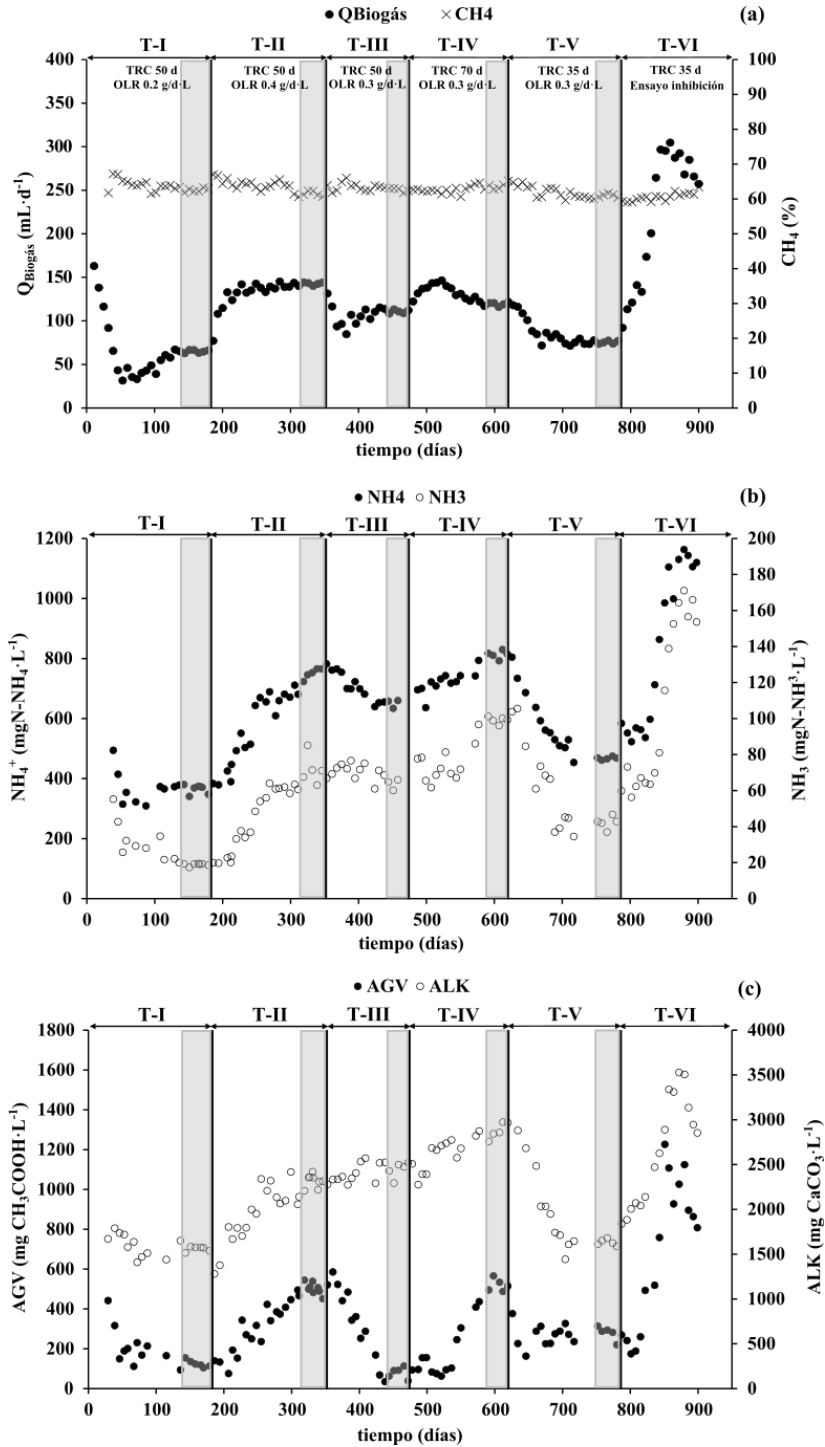 QBiogás CH4 (a)
T-I T-II T-III T-IV T-V T-VI
TRC 50 d TRC 50 d TRC 50 d TRC 70 d TRC 35 d TRC 35 d
OLR 0.2 g/d·L OLR 0.4 g/d·L OLR 0.3 g/d·L OLR 0.3 g/d·L OLR 0.3 g/d·L Ensayo inhibición
400 100
350 90
300 80
250 70
200 60
150 50
100 40
50 30
0 20
10
0
QBiogás (mL·d-1)
CH4 (%)
0 100 200 300 400 500 600 700 800 900
tiempo (días)
NH4 NH3 (b)
T-I T-II T-III T-IV T-V T-VI
1200 200
1000 180
800 160
600 140
400 120
200 100
0 80
60
40
20
0
NH4+ (mgN-NH4·L-1)
NH3 (mgN-NH3·L-1)
0 100 200 300 400 500 600 700 800 900
tiempo (días)
AGV ALK (c)
T-I T-II T-III T-IV T-V T-VI
1800 4000
1600 3500
1400 3000
1200 2500
1000 2000
800 1500
600 1000
400 500
200 0
0
AGV (mg CH3COOH·L-1)
ALK (mg CaCO3·L-1)
0 100 200 300 400 500 600 700 800 900
tiempo (días)